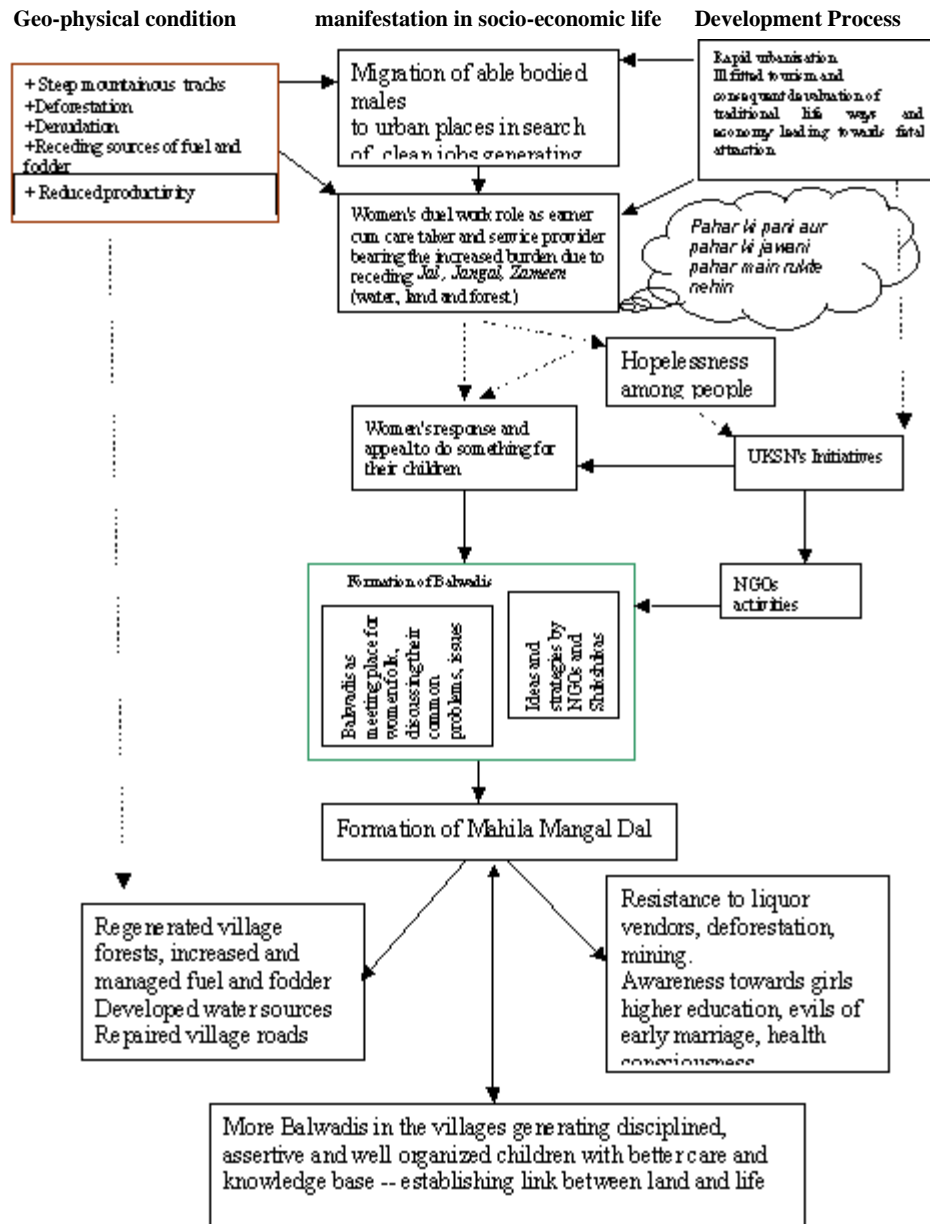 Geo-physical condition
manifestation in socio-economic life
Development Process
+ Steep mountainous tracks
+Deforestation
+Denudation
+Receding sources of fuel and
fodder
+ Reduced productivity
Migration of able bodied
males
to urban places in search
of clean jobs generating
Rapid urbanisation
Ill fitted tourism and
consequent devaluation of
traditional life ways and
economy leading towards fatal
attraction
Women's duel work role as earner
cum care taker and service provider
bearing the increased burden due to
receding Jal, Jangal, Zameen
(water, land and forest)
Pahar ki pani aur
pahar ki jawani
pahar main rukte
nehin
Hopelessness
among people
Women's response and
appeal to do something for
their children
UKSN's Initiatives
Formation of Balwadis
Balwadis as
meeting place for
women folk,
discussing their
common
problems, issues
Ideas and
strategies by
NGOs and
Shikshikas
NGOs
activities
Formation of Mahila Mangal Dal
Regenerated village
forests, increased and
managed fuel and fodder
Developed water sources
Repaired village roads
Resistance to liquor
vendors, deforestation,
mining.
Awareness towards girls
higher education, evils of
early marriage, health
consciousness
More Balwadis in the villages generating disciplined,
assertive and well organized children with better care and
knowledge base -- establishing link between land and life